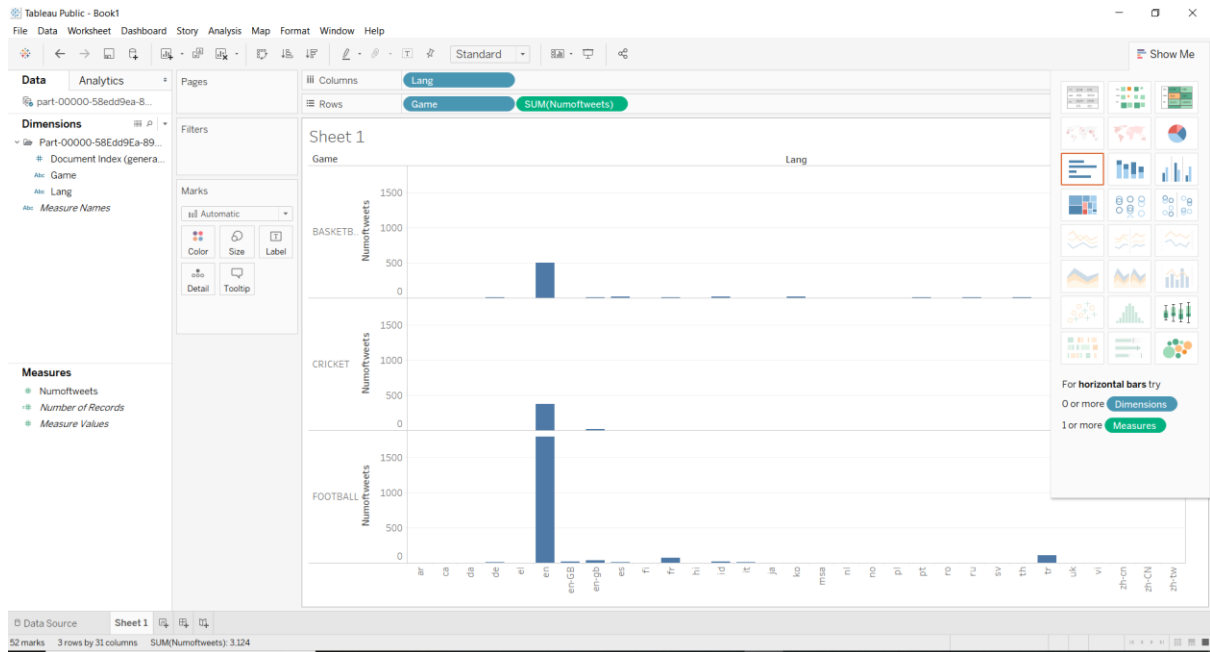 Tableau Public - Book1
File Data Worksheet Dashboard Story Analysis Map Format Window Help
Standard
Show Me
Data Analytics
part-00000-58edd9ea-8...
Dimensions
Part-00000-58Edd9Ea-89...
# Document Index (genera...
Abc Game
Abc Lang
Abc Measure Names
Measures
# Numoftweets
=# Number of Records
# Measure Values
Pages
Filters
Marks
Automatic
Color Size Label
Detail Tooltip
Columns Lang
Rows Game SUM(Numoftweets)
Sheet 1
Game Lang
BASKETB..
Numoftweets
1500
1000
500
0
CRICKET
Numoftweets
1500
1000
500
0
FOOTBALL
Numoftweets
1500
1000
500
0
ar
ca
da
de
el
en
en-GB
en-gb
es
fi
fr
hi
id
it
ja
ko
msa
nl
no
pl
pt
ro
ru
sv
th
tr
uk
vi
zh-cn
zh-CN
zh-tw
For horizontal bars try
0 or more Dimensions
1 or more Measures
Data Source Sheet 1
52 marks 3 rows by 31 columns SUM(Numoftweets): 3.124